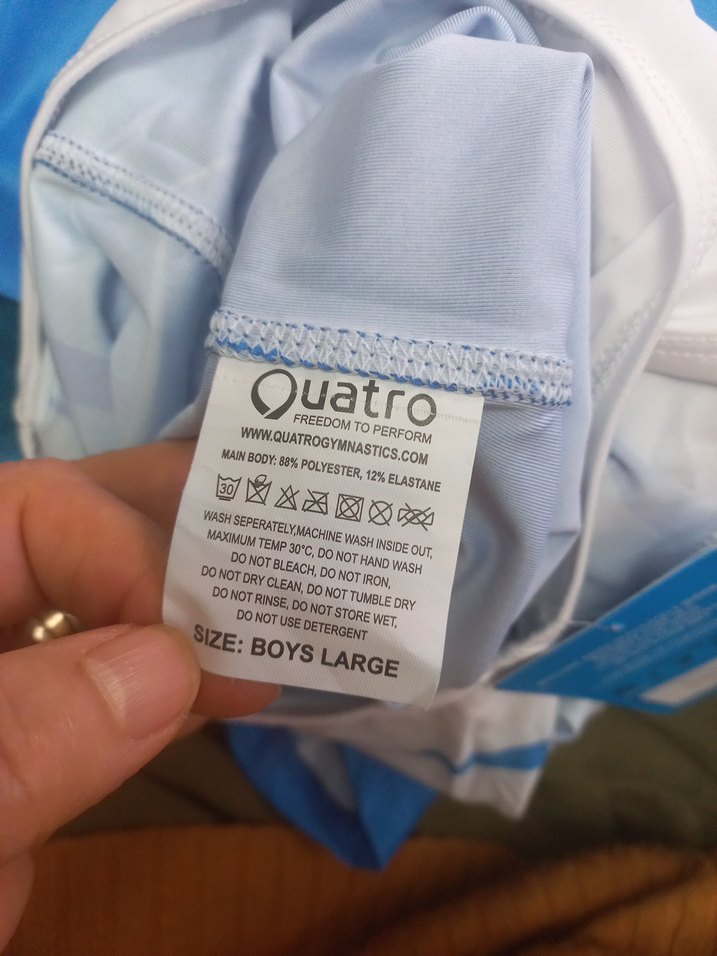 Quatro
FREEDOM TO PERFORM
WWW.QUATROGYMNASTICS.COM
MAIN BODY: 88% POLYESTER, 12% ELASTANE
30
WASH SEPERATELY,MACHINE WASH INSIDE OUT,
MAXIMUM TEMP 30°C, DO NOT HAND WASH
DO NOT BLEACH, DO NOT IRON,
DO NOT DRY CLEAN, DO NOT TUMBLE DRY
DO NOT RINSE, DO NOT STORE WET,
DO NOT USE DETERGENT
SIZE: BOYS LARGE